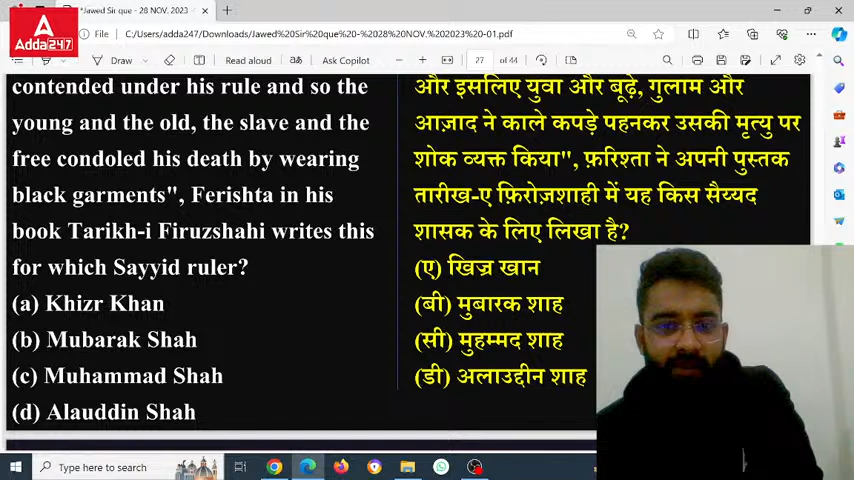 *Jawed Sir que - 28 NOV. 2023
Adda247
File
C:/Users/adda247/Downloads/Jawed%20Sir%20que%20-%2028%20NOV.%202023%20-01.pdf
Draw
Read aloud
Ask Copilot
27 of 44
contended under his rule and so the
young and the old, the slave and the
free condoled his death by wearing
black garments", Ferishta in his
book Tarikh-i Firuzshahi writes this
for which Sayyid ruler?
(a) Khizr Khan
(b) Mubarak Shah
(c) Muhammad Shah
(d) Alauddin Shah
और इसलिए युवा और बूढ़े, गुलाम और
आज़ाद ने काले कपड़े पहनकर उसकी मृत्यु पर
शोक व्यक्त किया", फ़रिश्ता ने अपनी पुस्तक
तारीख-ए फ़िरोज़शाही में यह किस सैय्यद
शासक के लिए लिखा है?
(ए) खिज्र खान
(बी) मुबारक शाह
(सी) मुहम्मद शाह
(डी) अलाउद्दीन शाह
Type here to search